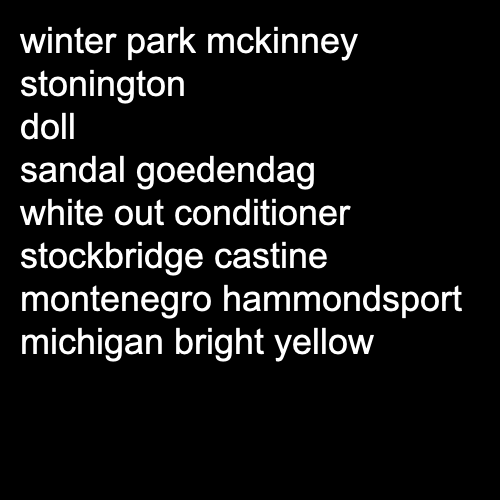 winter park mckinney
stonington
doll
sandal goedendag
white out conditioner
stockbridge castine
montenegro hammondsport
michigan bright yellow